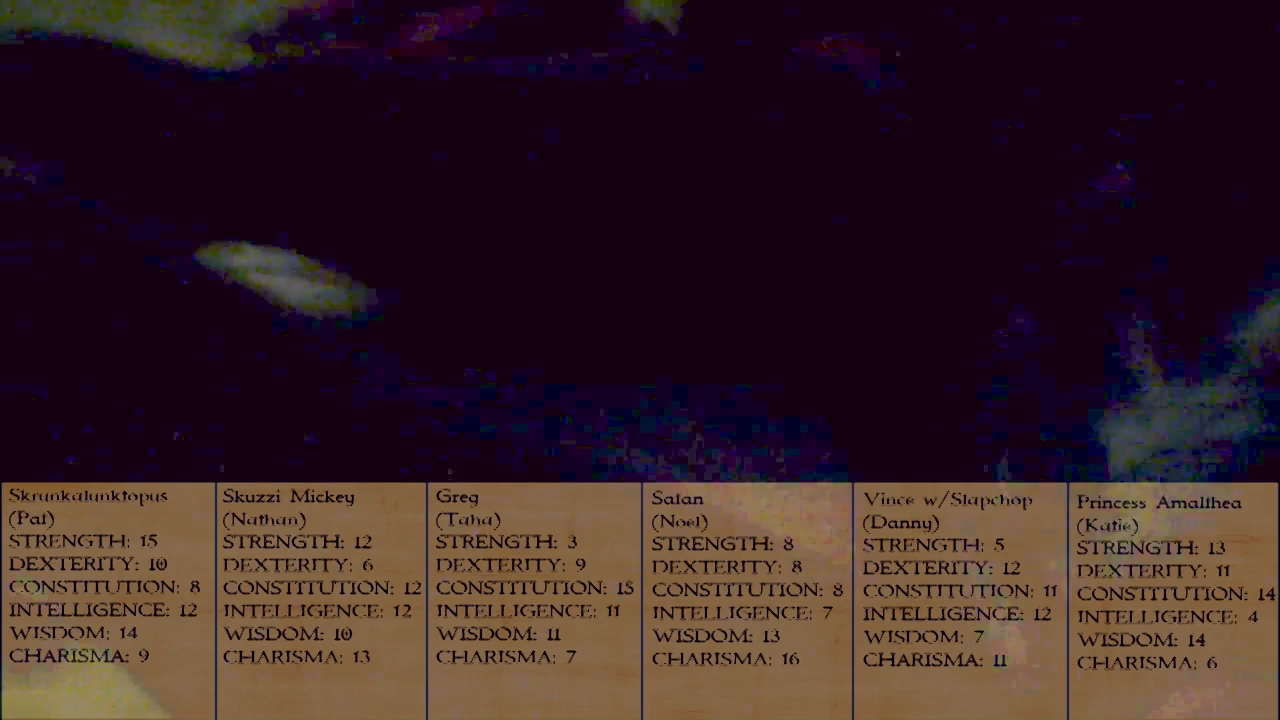 Skrunkalunktopus
(Pat)
STRENGTH: 15
DEXTERITY: 10
CONSTITUTION: 8
INTELLIGENCE: 12
WISDOM: 14
CHARISMA: 9
Skuzzi Mickey
(Nathan)
STRENGTH: 12
DEXTERITY: 6
CONSTITUTION: 12
INTELLIGENCE: 12
WISDOM: 10
CHARISMA: 13
Greg
(Taha)
STRENGTH: 3
DEXTERITY: 9
CONSTITUTION: 15
INTELLIGENCE: 11
WISDOM: 11
CHARISMA: 7
Satan
(Noel)
STRENGTH: 8
DEXTERITY: 8
CONSTITUTION: 8
INTELLIGENCE: 7
WISDOM: 13
CHARISMA: 16
Vince w/Slapchop
(Danny)
STRENGTH: 5
DEXTERITY: 12
CONSTITUTION: 11
INTELLIGENCE: 12
WISDOM: 7
CHARISMA: 11
Princess Amalthea
(Katie)
STRENGTH: 13
DEXTERITY: 11
CONSTITUTION: 14
INTELLIGENCE: 4
WISDOM: 14
CHARISMA: 6